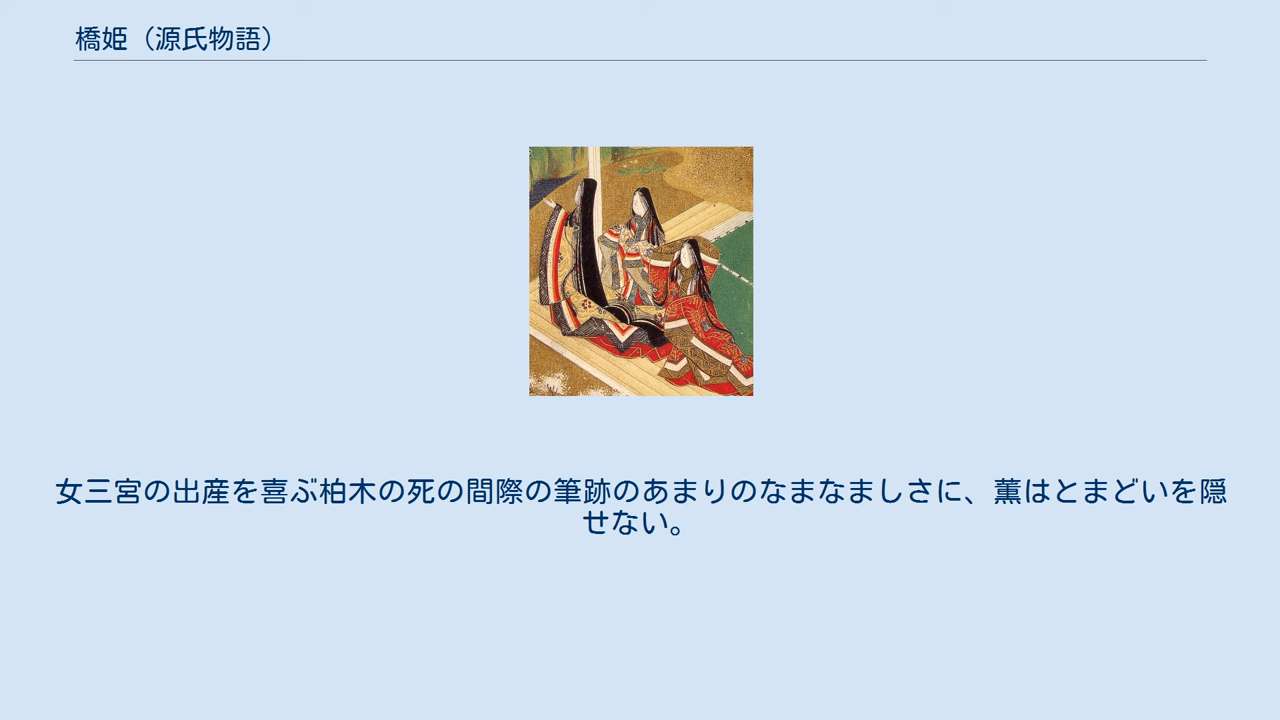 橋姫（源氏物語）
女三宮の出産を喜ぶ柏木の死の間際の筆跡のあまりのなまなましさに、薫はとまどいを隠
せない。